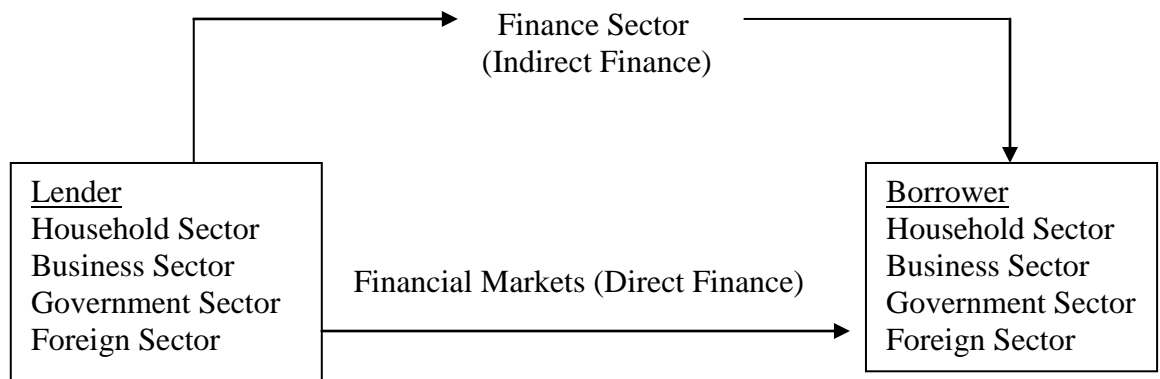 Finance Sector
(Indirect Finance)
Lender
Household Sector
Business Sector
Government Sector
Foreign Sector
Financial Markets (Direct Finance)
Borrower
Household Sector
Business Sector
Government Sector
Foreign Sector